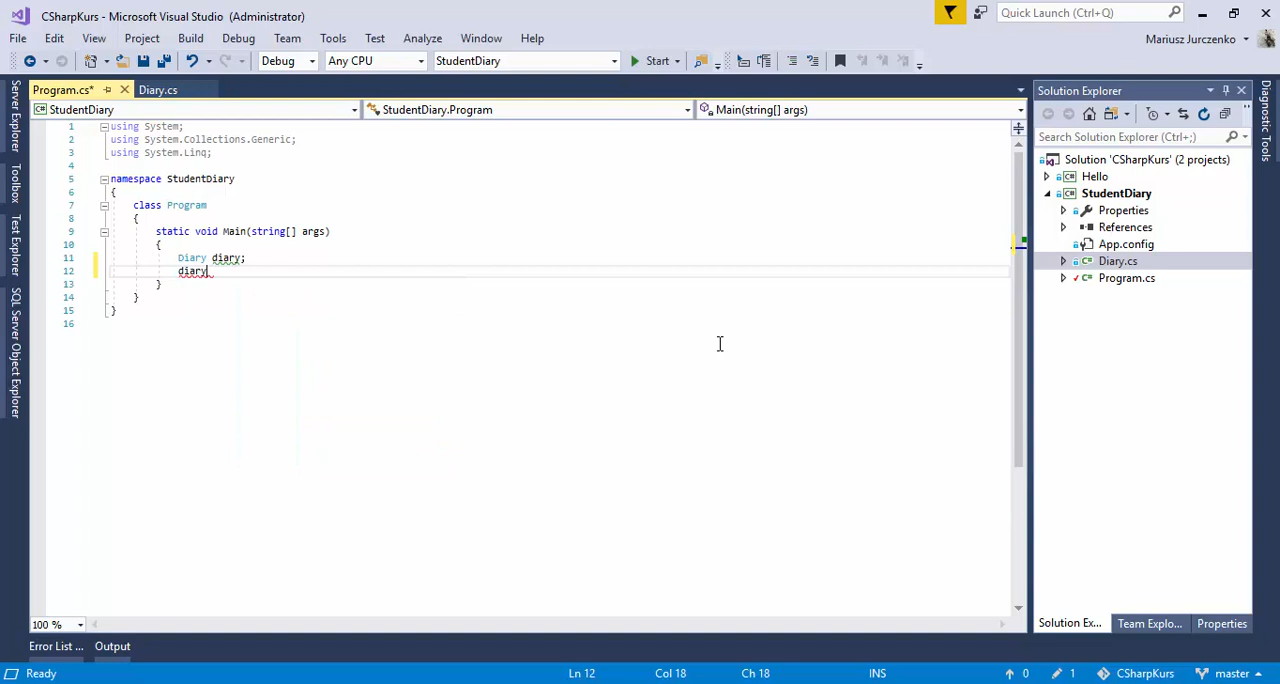 CSharpKurs - Microsoft Visual Studio (Administrator)
Quick Launch (Ctrl+Q)
File Edit View Project Build Debug Team Tools Test Analyze Window Help
Mariusz Jurczenko
Debug Any CPU StudentDiary Start
Program.cs* Diary.cs
StudentDiary StudentDiary.Program Main(string[] args)
1 using System;
2 using System.Collections.Generic;
3 using System.Linq;
4
5 namespace StudentDiary
6 {
7 class Program
8 {
9 static void Main(string[] args)
10 {
11 Diary diary;
12 diary
13 }
14 }
15 }
16
100 %
Server Explorer
Toolbox
Test Explorer
SQL Server Object Explorer
Solution Explorer
Search Solution Explorer (Ctrl+;)
Solution 'CSharpKurs' (2 projects)
C# Hello
C# StudentDiary
Properties
References
App.config
C# Diary.cs
C# Program.cs
Solution Ex... Team Explo... Properties
Diagnostic Tools
Error List ... Output
Ready Ln 12 Col 18 Ch 18 INS 0 1 CSharpKurs master